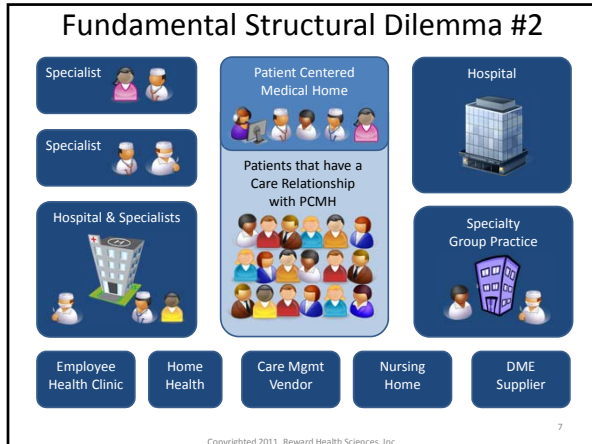 Fundamental Structural Dilemma #2
Specialist
Specialist
Hospital & Specialists
Patient Centered
Medical Home
Patients that have a
Care Relationship
with PCMH
Hospital
Specialty
Group Practice
Employee
Health Clinic
Home
Health
Care Mgmt
Vendor
Nursing
Home
DME
Supplier
7
Copyrighted 2011, Reward Health Sciences, Inc